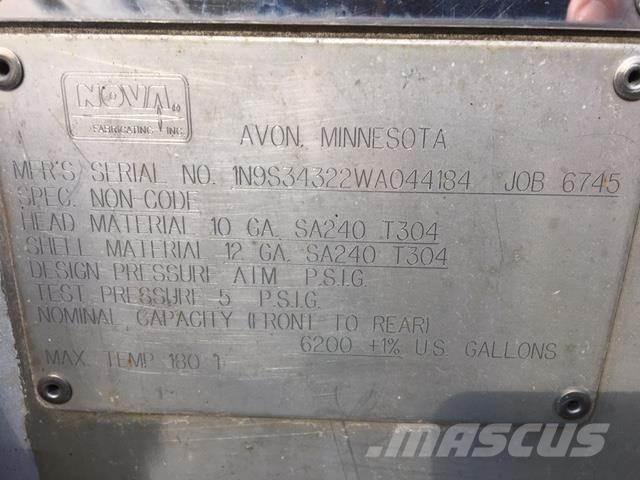 NOVA
FABRICATING INC.
AVON, MINNESOTA
MFR'S SERIAL NO. 1N9S34322WA044184 JOB 6745
SPEC. NON-CODE
HEAD MATERIAL 10 GA. SA240 T304
SHELL MATERIAL 12 GA. SA240 T304
DESIGN PRESSURE ATM P.S.I.G.
TEST PRESSURE 5 P.S.I.G.
NOMINAL CAPACITY (FRONT TO REAR)
6200 +1% U.S. GALLONS
MAX. TEMP 180
MASCUS